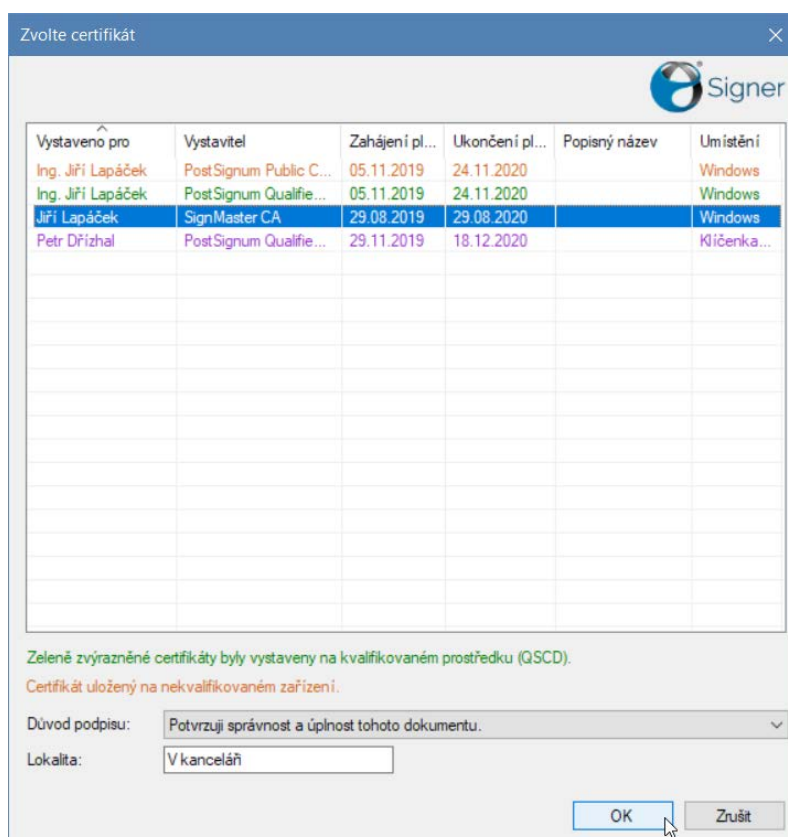 Zvolte certifikát
Signer
Vystaveno pro Vystavitel Zahájení pl... Ukončení pl... Popisný název Umístění
Ing. Jiří Lapáček PostSignum Public C... 05.11.2019 24.11.2020 Windows
Ing. Jiří Lapáček PostSignum Qualifie... 05.11.2019 24.11.2020 Windows
Jiří Lapáček SignMaster CA 29.08.2019 29.08.2020 Windows
Petr Dřízhal PostSignum Qualifie... 29.11.2019 18.12.2020 Klíčenka...
Zeleně zvýrazněné certifikáty byly vystaveny na kvalifikovaném prostředku (QSCD).
Certifikát uložený na nekvalifikovaném zařízení.
Důvod podpisu: Potvrzuji správnost a úplnost tohoto dokumentu.
Lokalita: V kanceláři
OK Zrušit